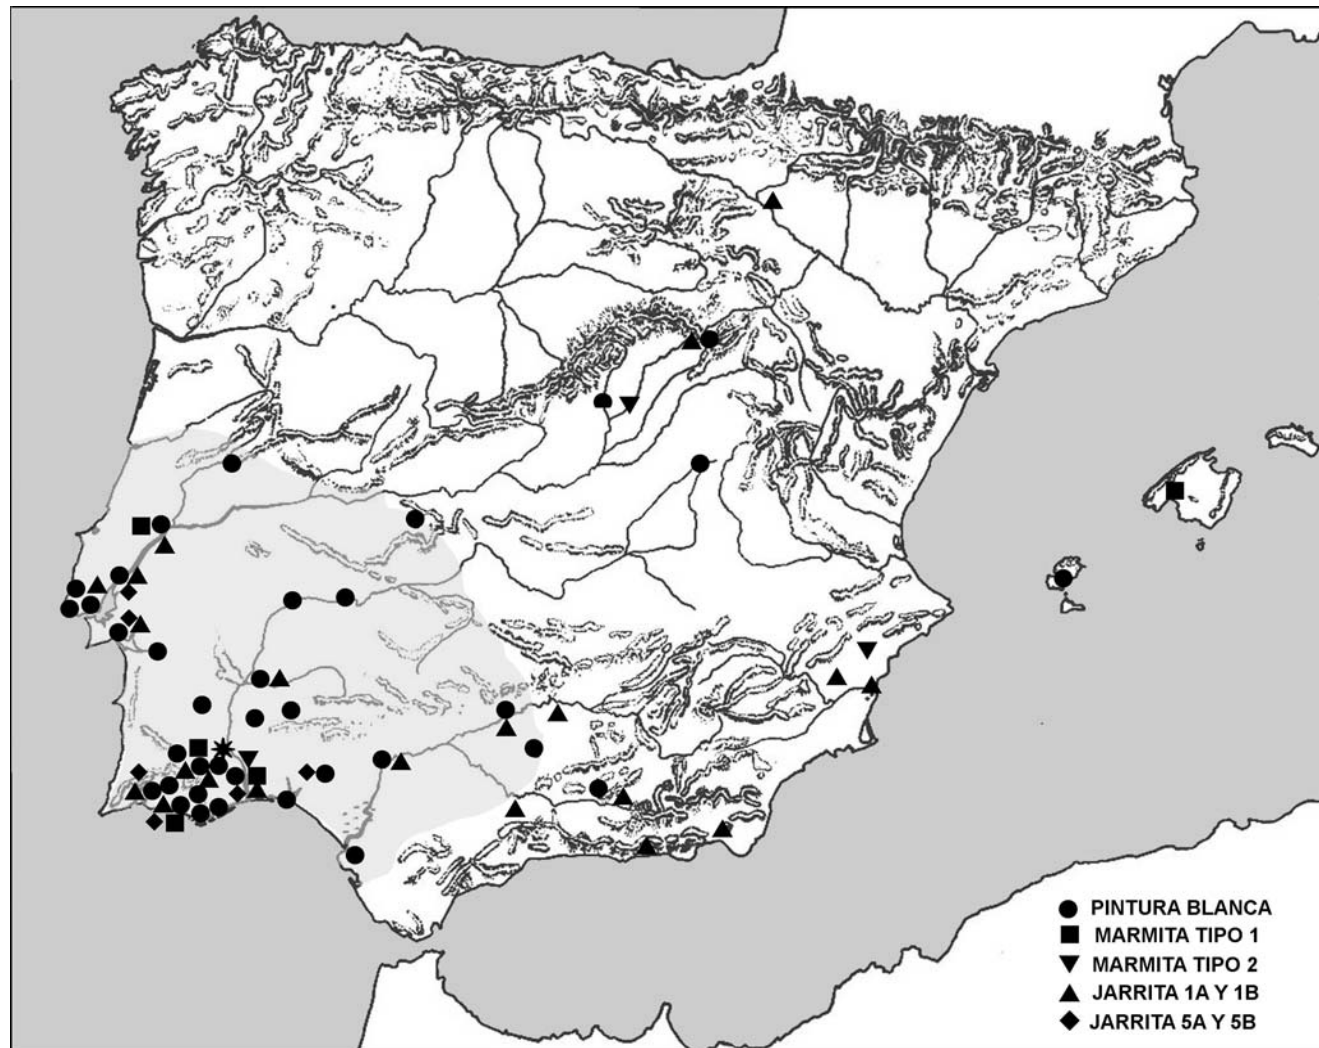 PINTURA BLANCA
MARMITA TIPO 1
MARMITA TIPO 2
JARRITA 1A Y 1B
JARRITA 5A Y 5B